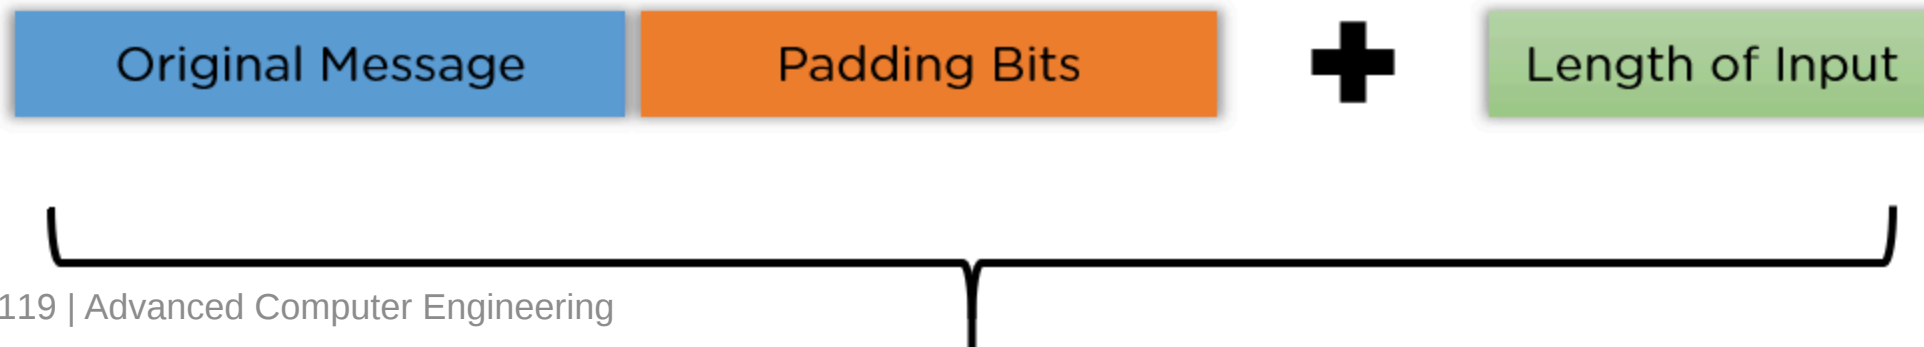 Original Message Padding Bits + Length of Input
119 | Advanced Computer Engineering